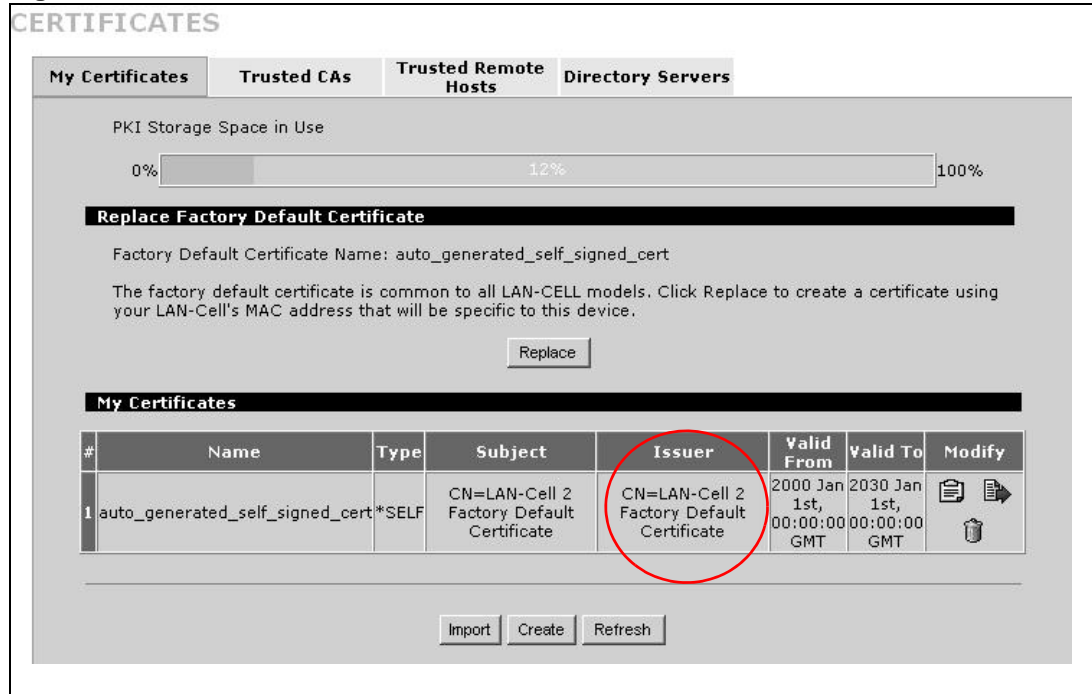 CERTIFICATES
My Certificates
Trusted CAs
Trusted Remote
Hosts
Directory Servers
PKI Storage Space in Use
0%
12%
100%
Replace Factory Default Certificate
Factory Default Certificate Name: auto_generated_self_signed_cert
The factory default certificate is common to all LAN-CELL models. Click Replace to create a certificate using
your LAN-Cell's MAC address that will be specific to this device.
Replace
My Certificates
# Name Type Subject Issuer Valid From Valid To Modify
1 auto_generated_self_signed_cert *SELF
CN=LAN-Cell 2
Factory Default
Certificate
CN=LAN-Cell 2
Factory Default
Certificate
2000 Jan
1st,
00:00:00
GMT
2030 Jan
1st,
00:00:00
GMT
Import Create Refresh